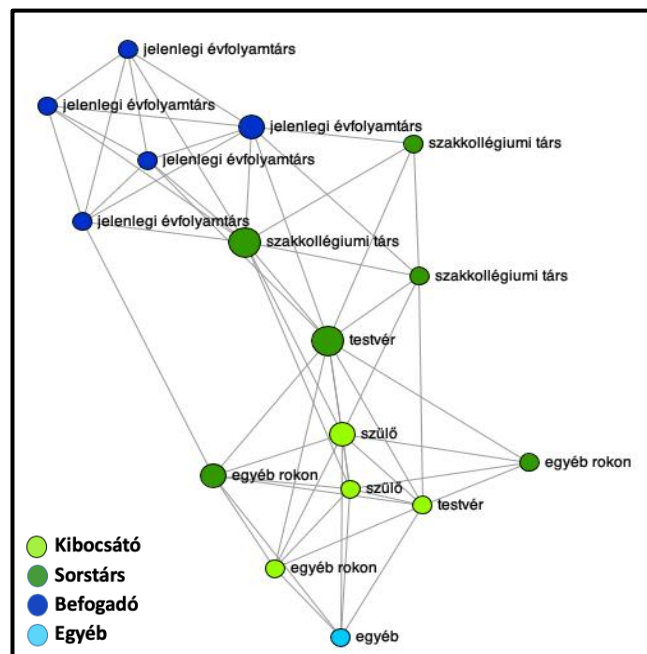 jelenlegi évfolyamtárs
jelenlegi évfolyamtárs
jelenlegi évfolyamtárs
szakkollégiumi társ
jelenlegi évfolyamtárs
jelenlegi évfolyamtárs
szakkollégiumi társ
szakkollégiumi társ
testvér
szülő
egyéb rokon
egyéb rokon
szülő
testvér
egyéb rokon
egyéb
Kibocsátó
Sorstárs
Befogadó
Egyéb